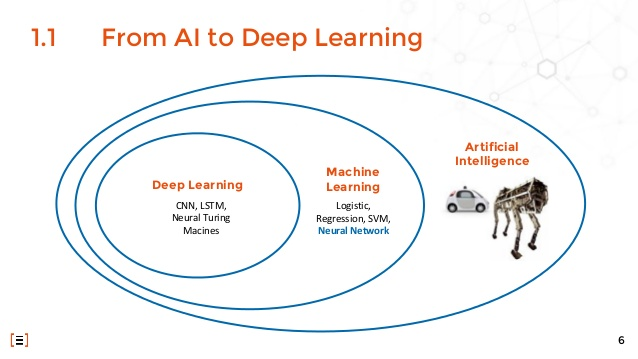 1.1 From AI to Deep Learning
Artificial
Intelligence
Machine
Learning
Logistic,
Regression, SVM,
Neural Network
Deep Learning
CNN, LSTM,
Neural Turing
Macines
6